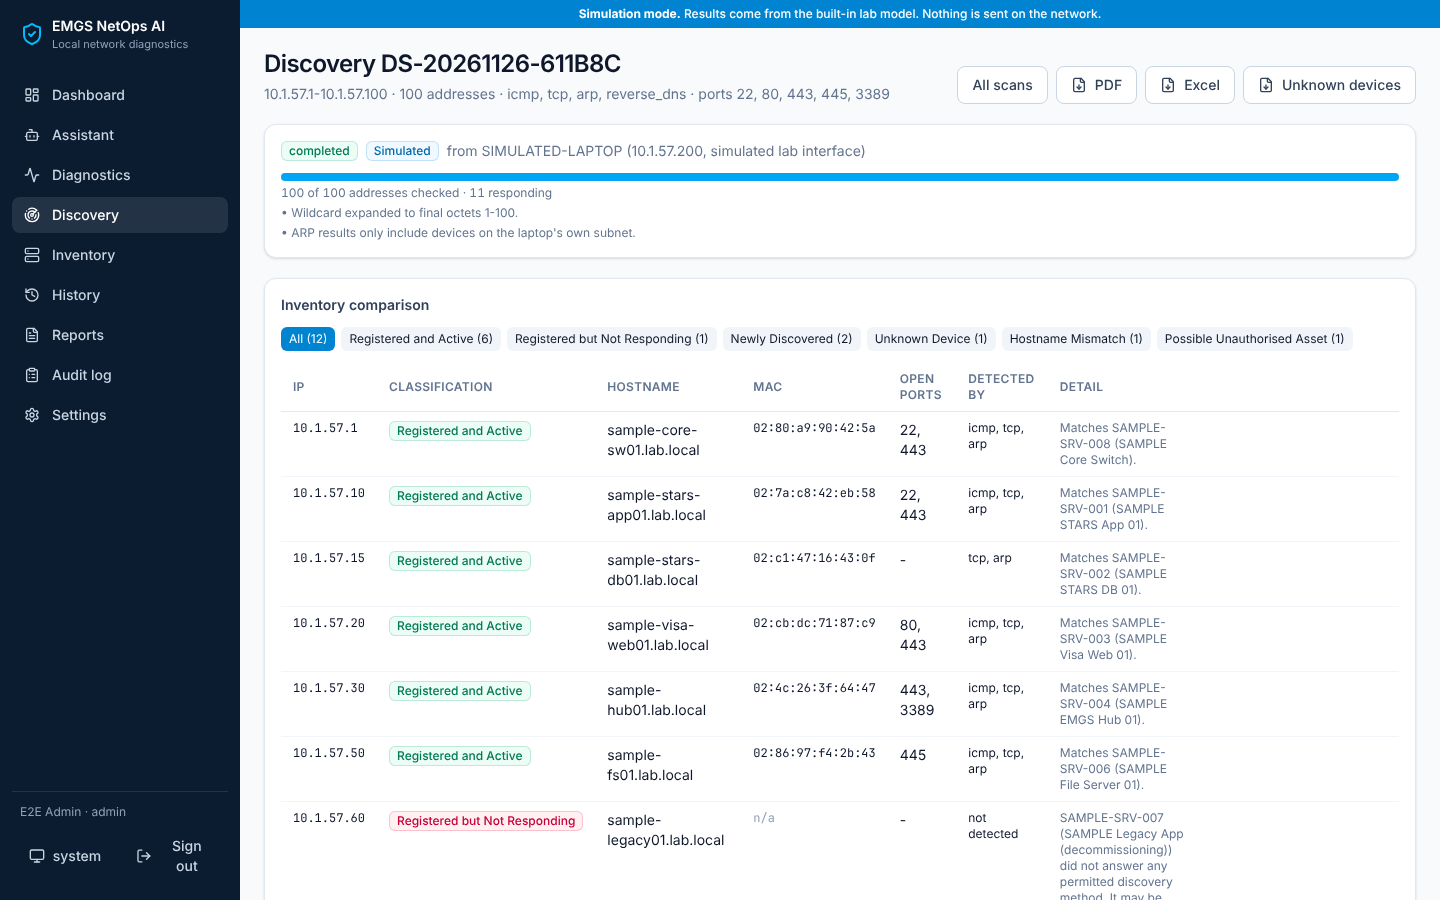 EMGS NetOps AI
Local network diagnostics
Dashboard
Assistant
Diagnostics
Discovery
Inventory
History
Reports
Audit log
Settings
E2E Admin · admin
system
Sign
out
Simulation mode. Results come from the built-in lab model. Nothing is sent on the network.
Discovery DS-20261126-611B8C
10.1.57.1-10.1.57.100 · 100 addresses · icmp, tcp, arp, reverse_dns · ports 22, 80, 443, 445, 3389
All scans
PDF
Excel
Unknown devices
completed Simulated from SIMULATED-LAPTOP (10.1.57.200, simulated lab interface)
100 of 100 addresses checked · 11 responding
• Wildcard expanded to final octets 1-100.
• ARP results only include devices on the laptop's own subnet.
Inventory comparison
All (12) Registered and Active (6) Registered but Not Responding (1) Newly Discovered (2) Unknown Device (1) Hostname Mismatch (1) Possible Unauthorised Asset (1)
IP CLASSIFICATION HOSTNAME MAC OPEN PORTS DETECTED BY DETAIL
10.1.57.1 Registered and Active sample-core- 02:80:a9:90:42:5a 22, icmp, tcp, Matches SAMPLE-
sw01.lab.local 443 arp SRV-008 (SAMPLE
Core Switch).
10.1.57.10 Registered and Active sample-stars- 02:7a:c8:42:eb:58 22, icmp, tcp, Matches SAMPLE-
app01.lab.local 443 arp SRV-001 (SAMPLE
STARS App 01).
10.1.57.15 Registered and Active sample-stars- 02:c1:47:16:43:0f - tcp, arp Matches SAMPLE-
db01.lab.local SRV-002 (SAMPLE
STARS DB 01).
10.1.57.20 Registered and Active sample-visa- 02:cb:dc:71:87:c9 80, icmp, tcp, Matches SAMPLE-
web01.lab.local 443 arp SRV-003 (SAMPLE
Visa Web 01).
10.1.57.30 Registered and Active sample- 02:4c:26:3f:64:47 443, icmp, tcp, Matches SAMPLE-
hub01.lab.local 3389 arp SRV-004 (SAMPLE
EMGS Hub 01).
10.1.57.50 Registered and Active sample- 02:86:97:f4:2b:43 445 icmp, tcp, Matches SAMPLE-
fs01.lab.local arp SRV-006 (SAMPLE
File Server 01).
10.1.57.60 Registered but Not Responding sample- n/a - not SAMPLE-SRV-007
legacy01.lab.local detected (SAMPLE Legacy App
(decommissioning))
did not answer any
permitted discovery
method. It may be